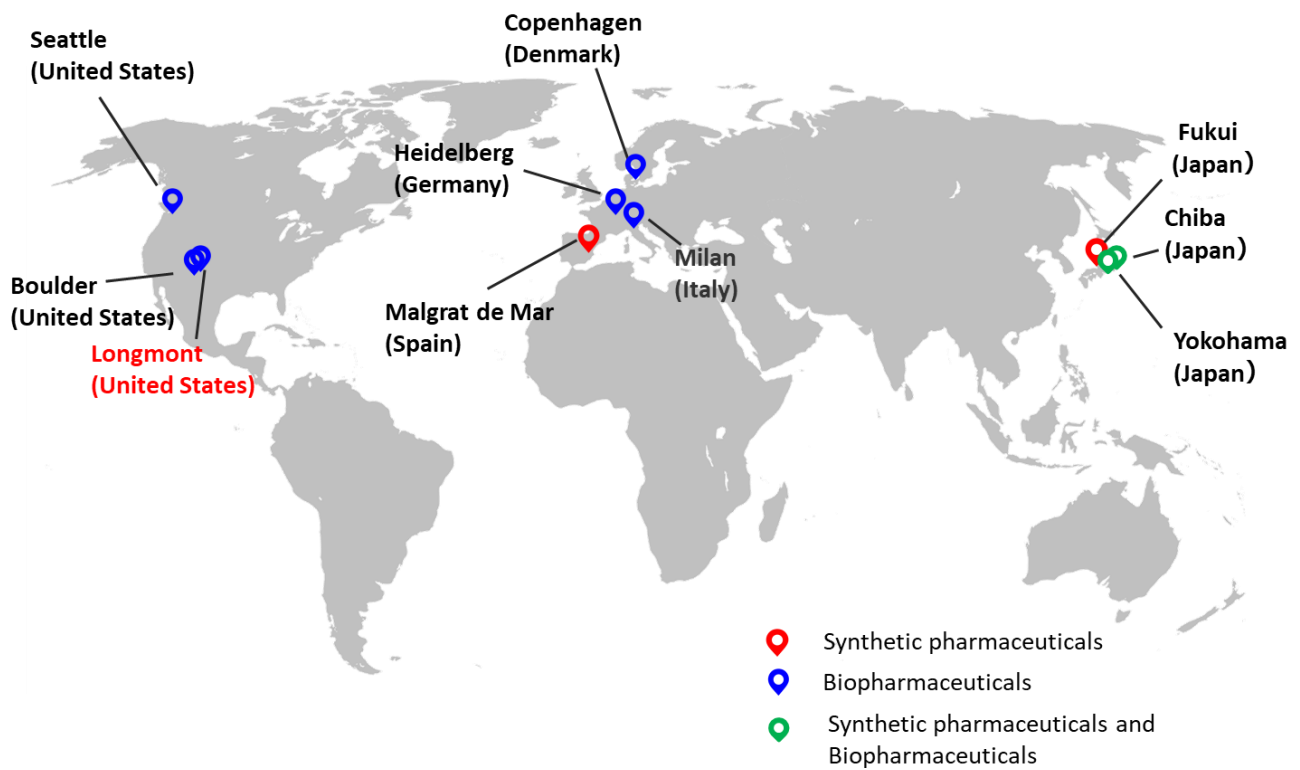 Seattle
(United States)
Copenhagen
(Denmark)
Heidelberg
(Germany)
Fukui
(Japan）
Chiba
(Japan）
Milan
(Italy)
Boulder
(United States)
Malgrat de Mar
(Spain)
Yokohama
(Japan）
Longmont
(United States)
Synthetic pharmaceuticals
Biopharmaceuticals
Synthetic pharmaceuticals and
Biopharmaceuticals